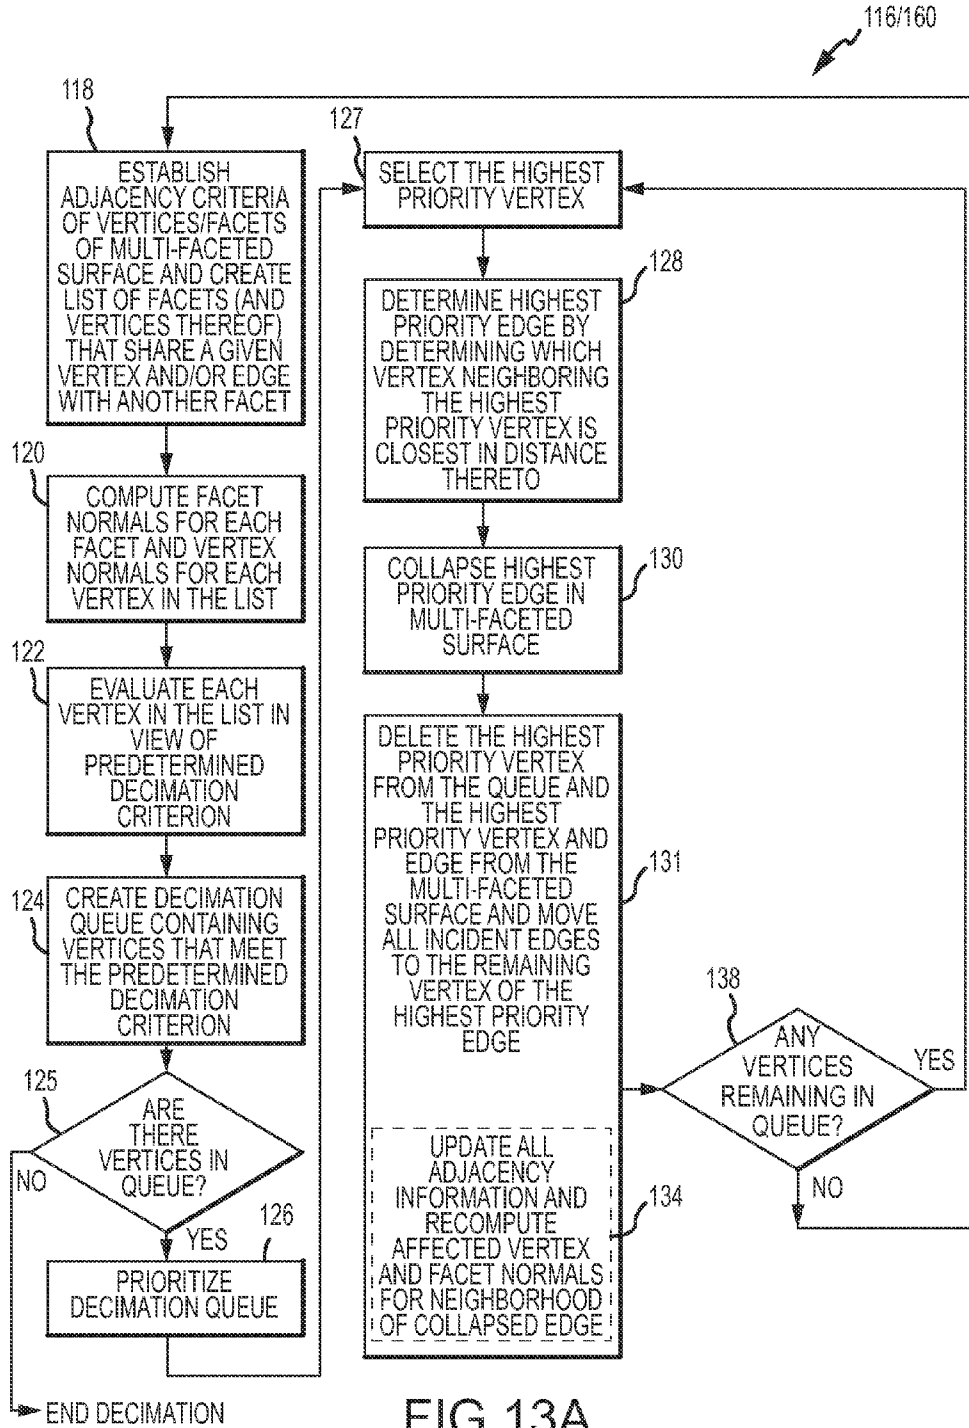 116/160
118
ESTABLISH
ADJACENCY CRITERIA
OF VERTICES/FACETS
OF MULTI-FACETED
SURFACE AND CREATE
LIST OF FACETS (AND
VERTICES THEREOF)
THAT SHARE A GIVEN
VERTEX AND/OR EDGE
WITH ANOTHER FACET
120
COMPUTE FACET
NORMALS FOR EACH
FACET AND VERTEX
NORMALS FOR EACH
VERTEX IN THE LIST
122
EVALUATE EACH
VERTEX IN THE LIST IN
VIEW OF
PREDETERMINED
DECIMATION
CRITERION
124
CREATE DECIMATION
QUEUE CONTAINING
VERTICES THAT MEET
THE PREDETERMINED
DECIMATION
CRITERION
125
ARE
THERE
VERTICES IN
QUEUE?
NO
YES
126
PRIORITIZE
DECIMATION QUEUE
END DECIMATION
127
SELECT THE HIGHEST
PRIORITY VERTEX
128
DETERMINE HIGHEST
PRIORITY EDGE BY
DETERMINING WHICH
VERTEX NEIGHBORING
THE HIGHEST
PRIORITY VERTEX IS
CLOSEST IN DISTANCE
THERETO
130
COLLAPSE HIGHEST
PRIORITY EDGE IN
MULTI-FACETED
SURFACE
131
DELETE THE HIGHEST
PRIORITY VERTEX
FROM THE QUEUE AND
THE HIGHEST
PRIORITY VERTEX AND
EDGE FROM THE
MULTI-FACETED
SURFACE AND MOVE
ALL INCIDENT EDGES
TO THE REMAINING
VERTEX OF THE
HIGHEST PRIORITY
EDGE
134
UPDATE ALL
ADJACENCY
INFORMATION AND
RECOMPUTE
AFFECTED VERTEX
AND FACET NORMALS
FOR NEIGHBORHOOD
OF COLLAPSED EDGE
138
ANY
VERTICES
REMAINING IN
QUEUE?
YES
NO
FIG.13A